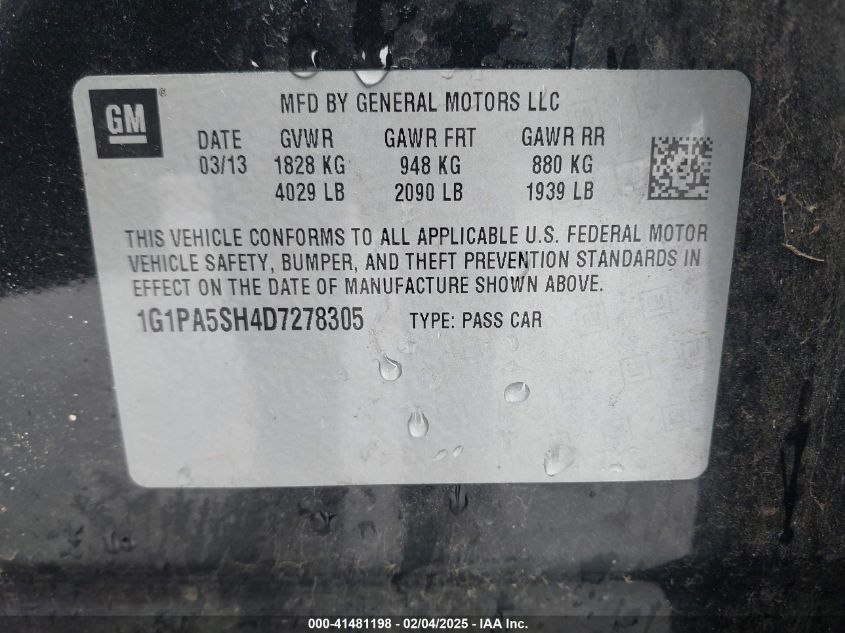 GM
MFD BY GENERAL MOTORS LLC
DATE GVWR GAWR FRT GAWR RR
03/13 1828 KG 948 KG 880 KG
4029 LB 2090 LB 1939 LB
THIS VEHICLE CONFORMS TO ALL APPLICABLE U.S. FEDERAL MOTOR
VEHICLE SAFETY, BUMPER, AND THEFT PREVENTION STANDARDS IN
EFFECT ON THE DATE OF MANUFACTURE SHOWN ABOVE.
1G1PA5SH4D7278305 TYPE: PASS CAR
000-41481198 - 02/04/2025 - IAA Inc.